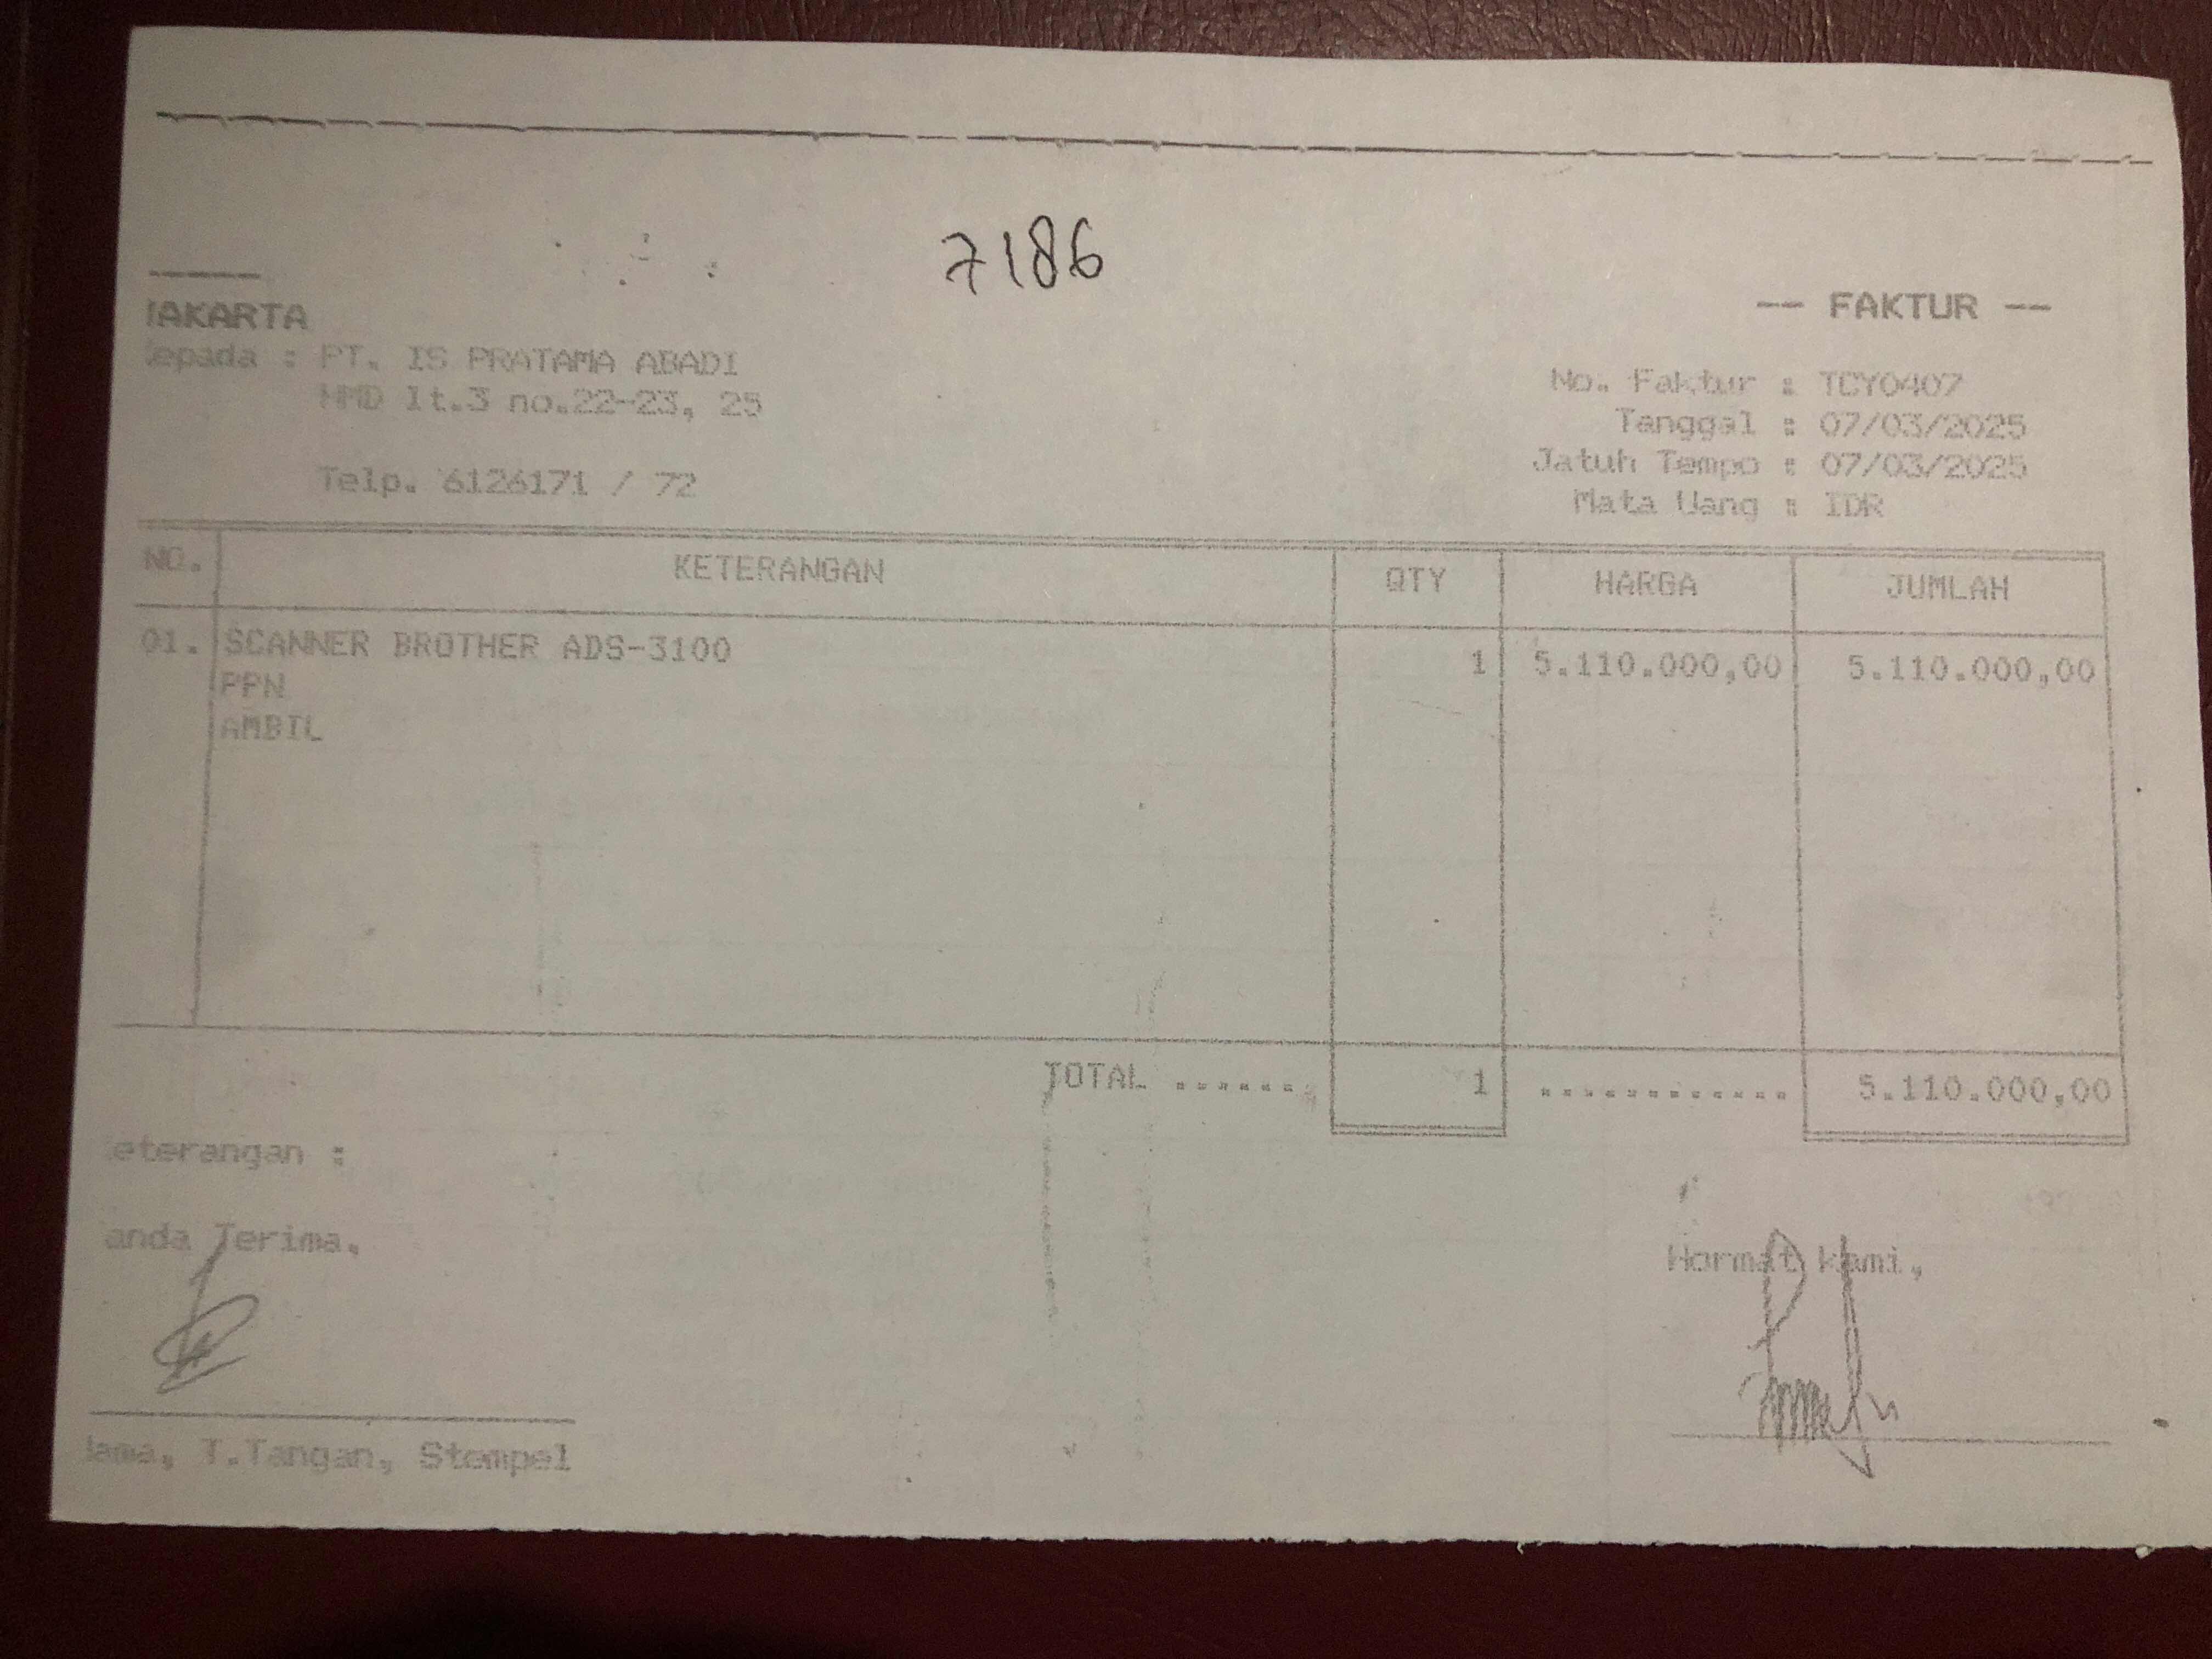 7186
JAKARTA
-- FAKTUR --
Kepada : PT. IS PRATAMA ABADI
HMD lt.3 no.22-23, 25
Telp. 6126171 / 72
No. Faktur : TCY0407
Tanggal : 07/03/2025
Jatuh Tempo : 07/03/2025
Mata Uang : IDR
NO. KETERANGAN QTY HARGA JUMLAH
01. SCANNER BROTHER ADS-3100 1 5.110.000,00 5.110.000,00
PPN
AMBIL
TOTAL ....... 1 ............ 5.110.000,00
eterangan :
anda Terima.
Hormat kami,
Nama, T.Tangan, Stempel